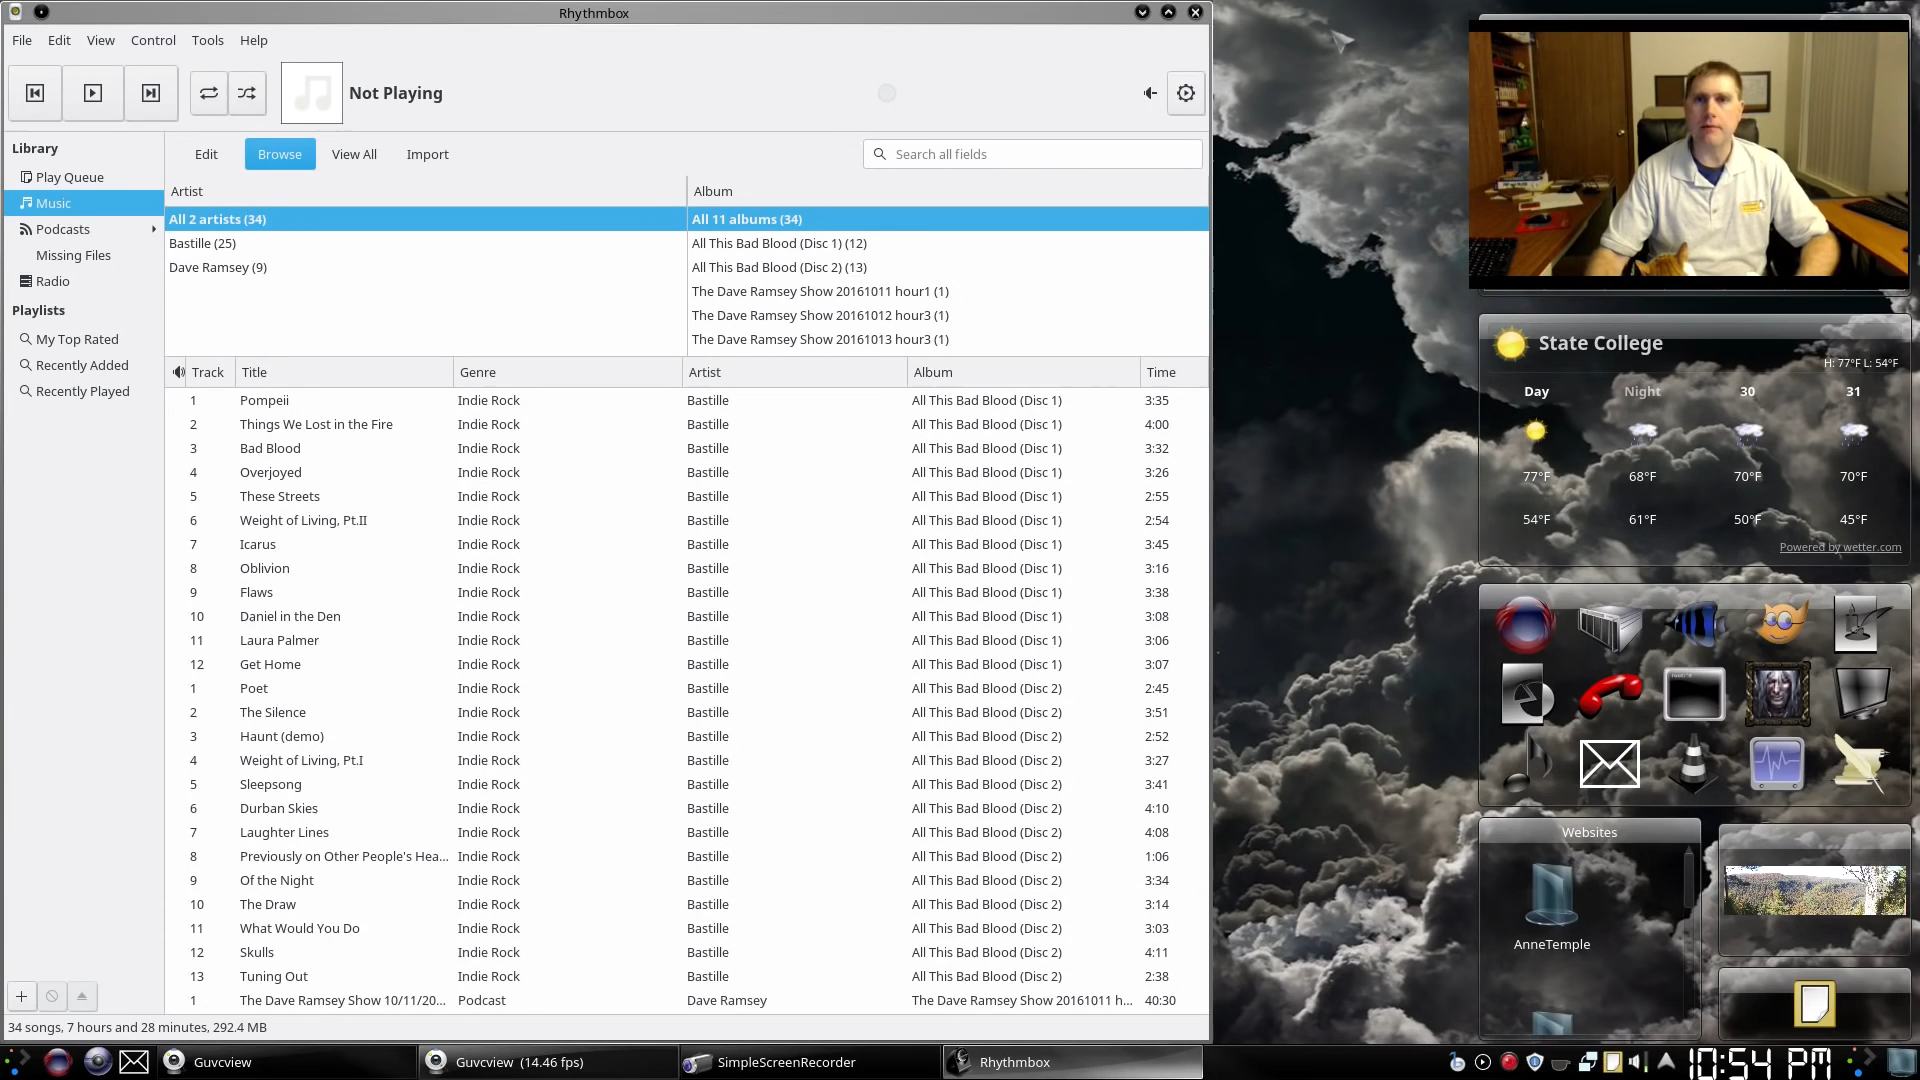 Rhythmbox
File Edit View Control Tools Help
Not Playing
Library
Play Queue
Music
Podcasts
Missing Files
Radio
Playlists
My Top Rated
Recently Added
Recently Played
Edit Browse View All Import Search all fields
Artist Album
All 2 artists (34) All 11 albums (34)
Bastille (25) All This Bad Blood (Disc 1) (12)
Dave Ramsey (9) All This Bad Blood (Disc 2) (13)
The Dave Ramsey Show 20161011 hour1 (1)
The Dave Ramsey Show 20161012 hour3 (1)
The Dave Ramsey Show 20161013 hour3 (1)
Track Title Genre Artist Album Time
1 Pompeii Indie Rock Bastille All This Bad Blood (Disc 1) 3:35
2 Things We Lost in the Fire Indie Rock Bastille All This Bad Blood (Disc 1) 4:00
3 Bad Blood Indie Rock Bastille All This Bad Blood (Disc 1) 3:32
4 Overjoyed Indie Rock Bastille All This Bad Blood (Disc 1) 3:26
5 These Streets Indie Rock Bastille All This Bad Blood (Disc 1) 2:55
6 Weight of Living, Pt.II Indie Rock Bastille All This Bad Blood (Disc 1) 2:54
7 Icarus Indie Rock Bastille All This Bad Blood (Disc 1) 3:45
8 Oblivion Indie Rock Bastille All This Bad Blood (Disc 1) 3:16
9 Flaws Indie Rock Bastille All This Bad Blood (Disc 1) 3:38
10 Daniel in the Den Indie Rock Bastille All This Bad Blood (Disc 1) 3:08
11 Laura Palmer Indie Rock Bastille All This Bad Blood (Disc 1) 3:06
12 Get Home Indie Rock Bastille All This Bad Blood (Disc 1) 3:07
1 Poet Indie Rock Bastille All This Bad Blood (Disc 2) 2:45
2 The Silence Indie Rock Bastille All This Bad Blood (Disc 2) 3:51
3 Haunt (demo) Indie Rock Bastille All This Bad Blood (Disc 2) 2:52
4 Weight of Living, Pt.I Indie Rock Bastille All This Bad Blood (Disc 2) 3:27
5 Sleepsong Indie Rock Bastille All This Bad Blood (Disc 2) 3:41
6 Durban Skies Indie Rock Bastille All This Bad Blood (Disc 2) 4:10
7 Laughter Lines Indie Rock Bastille All This Bad Blood (Disc 2) 4:08
8 Previously on Other People's Hea... Indie Rock Bastille All This Bad Blood (Disc 2) 1:06
9 Of the Night Indie Rock Bastille All This Bad Blood (Disc 2) 3:34
10 The Draw Indie Rock Bastille All This Bad Blood (Disc 2) 3:14
11 What Would You Do Indie Rock Bastille All This Bad Blood (Disc 2) 3:03
12 Skulls Indie Rock Bastille All This Bad Blood (Disc 2) 4:11
13 Tuning Out Indie Rock Bastille All This Bad Blood (Disc 2) 2:38
1 The Dave Ramsey Show 10/11/20... Podcast Dave Ramsey The Dave Ramsey Show 20161011 h... 40:30
34 songs, 7 hours and 28 minutes, 292.4 MB
State College
H: 77°F L: 54°F
Day Night 30 31
77°F 68°F 70°F 70°F
54°F 61°F 50°F 45°F
Powered by wetter.com
Websites
AnneTemple
Guvcview Guvcview (14.46 fps) SimpleScreenRecorder Rhythmbox 10:54 PM